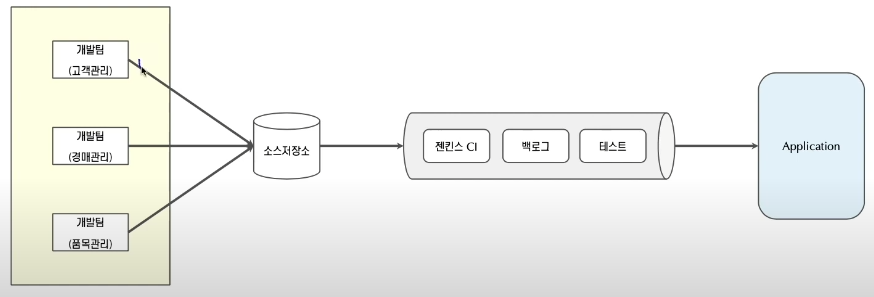 개발팀
(고객관리)
개발팀
(경매관리)
개발팀
(품목관리)
소스저장소
젠킨스 CI
백로그
테스트
Application